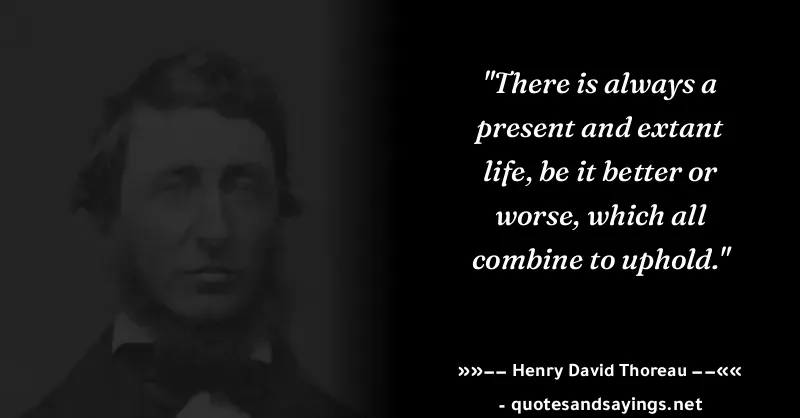 "There is always a
present and extant
life, be it better or
worse, which all
combine to uphold."
»»−− Henry David Thoreau −−««
- quotesandsayings.net